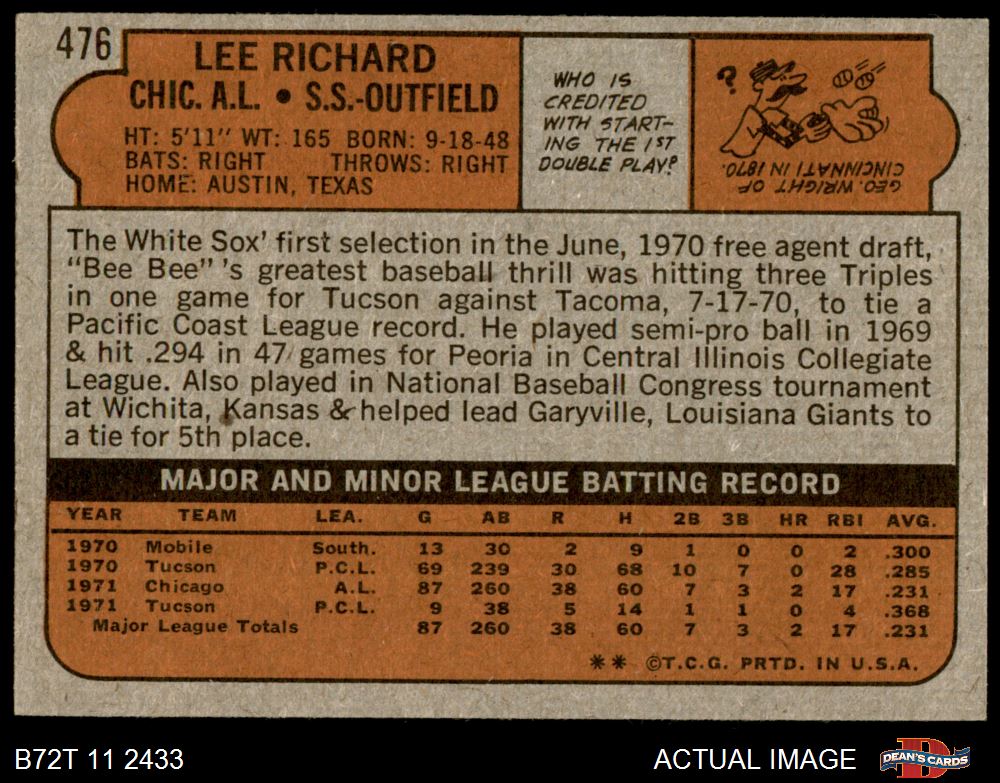 476
LEE RICHARD
CHIC. A.L. • S.S.-OUTFIELD
HT: 5'11" WT: 165 BORN: 9-18-48
BATS: RIGHT THROWS: RIGHT
HOME: AUSTIN, TEXAS
WHO IS
CREDITED
WITH START-
ING THE 1ST
DOUBLE PLAY?
?
GEO. WRIGHT OF
CINCINNATI IN 1870.
The White Sox' first selection in the June, 1970 free agent draft,
"Bee Bee" 's greatest baseball thrill was hitting three Triples
in one game for Tucson against Tacoma, 7-17-70, to tie a
Pacific Coast League record. He played semi-pro ball in 1969
& hit .294 in 47 games for Peoria in Central Illinois Collegiate
League. Also played in National Baseball Congress tournament
at Wichita, Kansas & helped lead Garyville, Louisiana Giants to
a tie for 5th place.
MAJOR AND MINOR LEAGUE BATTING RECORD
YEAR TEAM LEA. G AB R H 2B 3B HR RBI AVG.
1970 Mobile South. 13 30 2 9 1 0 0 2 .300
1970 Tucson P.C.L. 69 239 30 68 10 7 0 28 .285
1971 Chicago A.L. 87 260 38 60 7 3 2 17 .231
1971 Tucson P.C.L. 9 38 5 14 1 1 0 4 .368
Major League Totals 87 260 38 60 7 3 2 17 .231
** ©T.C.G. PRTD. IN U.S.A.
B72T 11 2433
ACTUAL IMAGE
DEAN'S CARDS